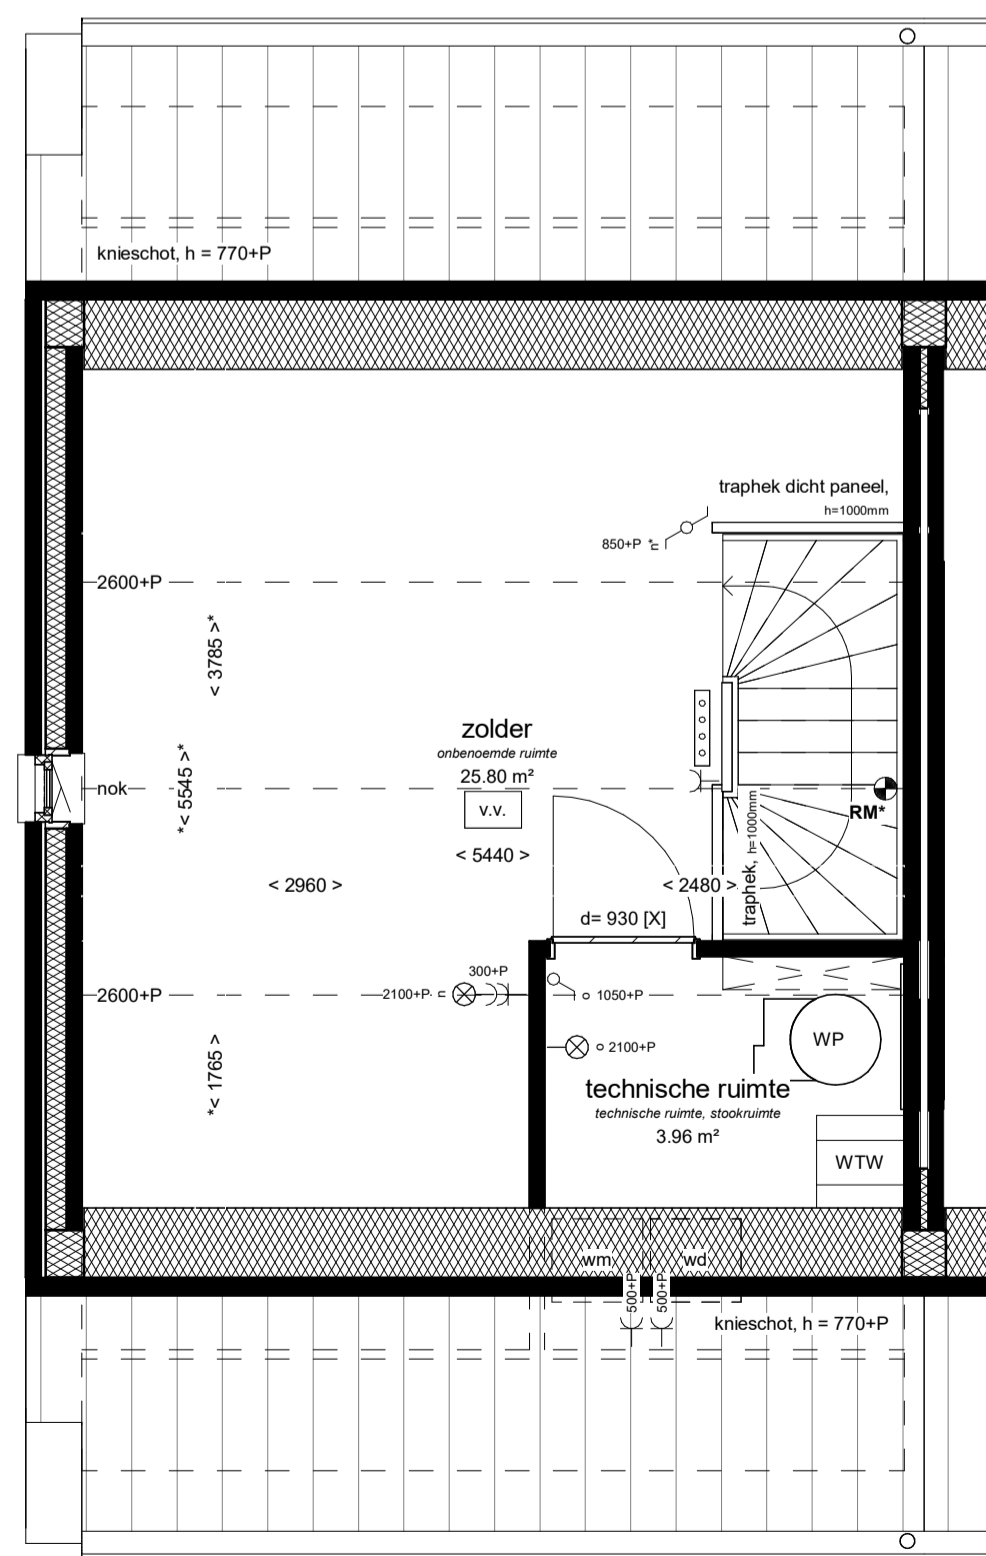 knieschot, h = 770+P
traphek dicht paneel,
h=1000mm
850+P n*
2600+P
< 3785 >*
zolder
onbenoemde ruimte
25.80 m²
*< 5545 >*
nok
v.v.
RM*
traphek, h=1000mm
< 5440 >
< 2960 >
< 2480 >
d= 930 [X]
300+P
2600+P
2100+P n
1050+P
WP
2100+P
*< 1765 >
technische ruimte
technische ruimte, stookruimte
3.96 m²
WTW
wm
wd
500+P
500+P
knieschot, h = 770+P